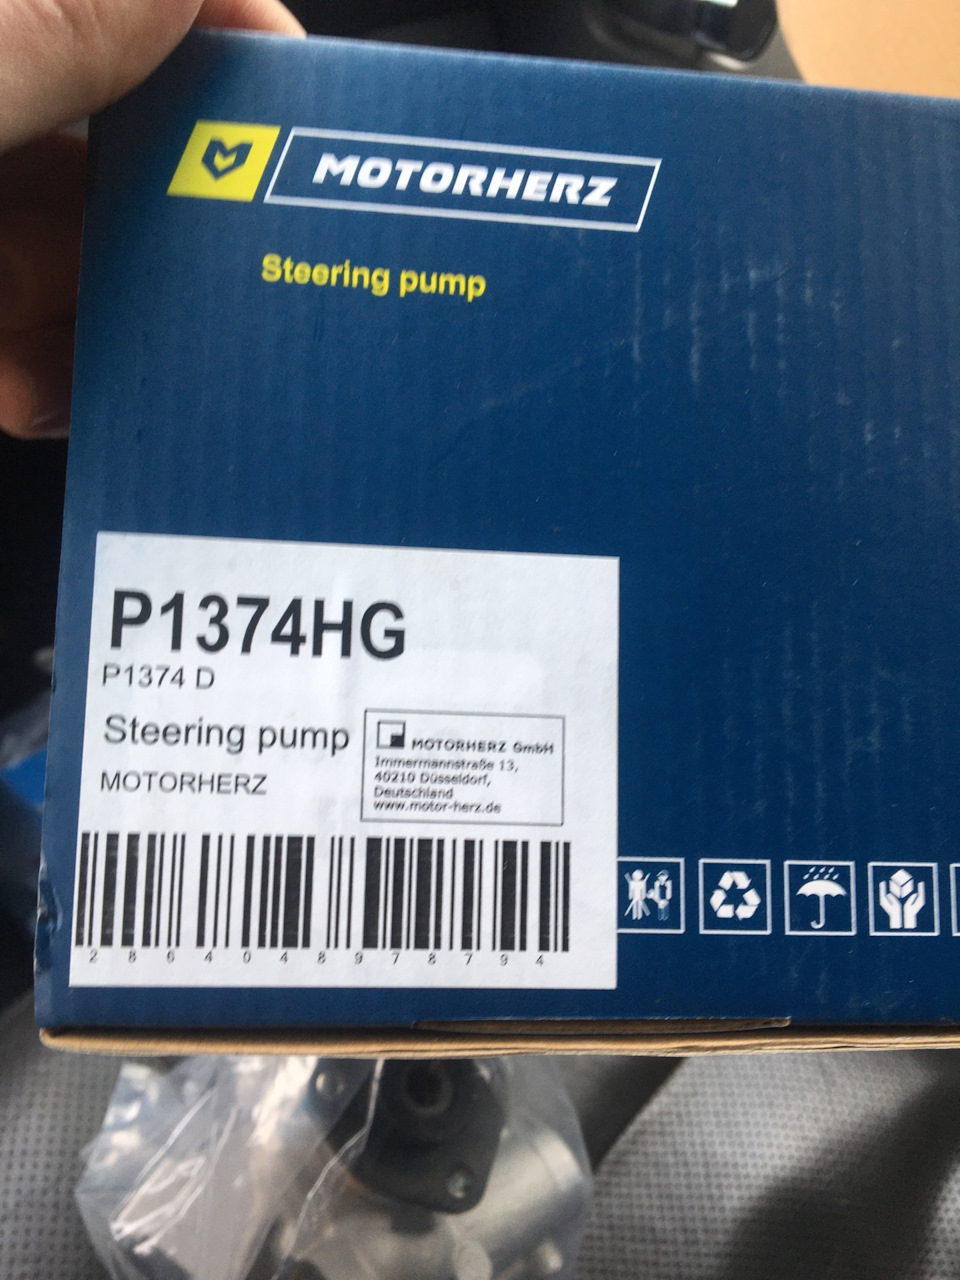 MOTORHERZ
Steering pump
P1374HG
P1374 D
Steering pump
MOTORHERZ
MOTORHERZ GmbH
Immermannstraße 13,
40210 Düsseldorf,
Deutschland
www.motor-herz.de
2 8 6 4 0 4 8 9 7 8 7 9 4